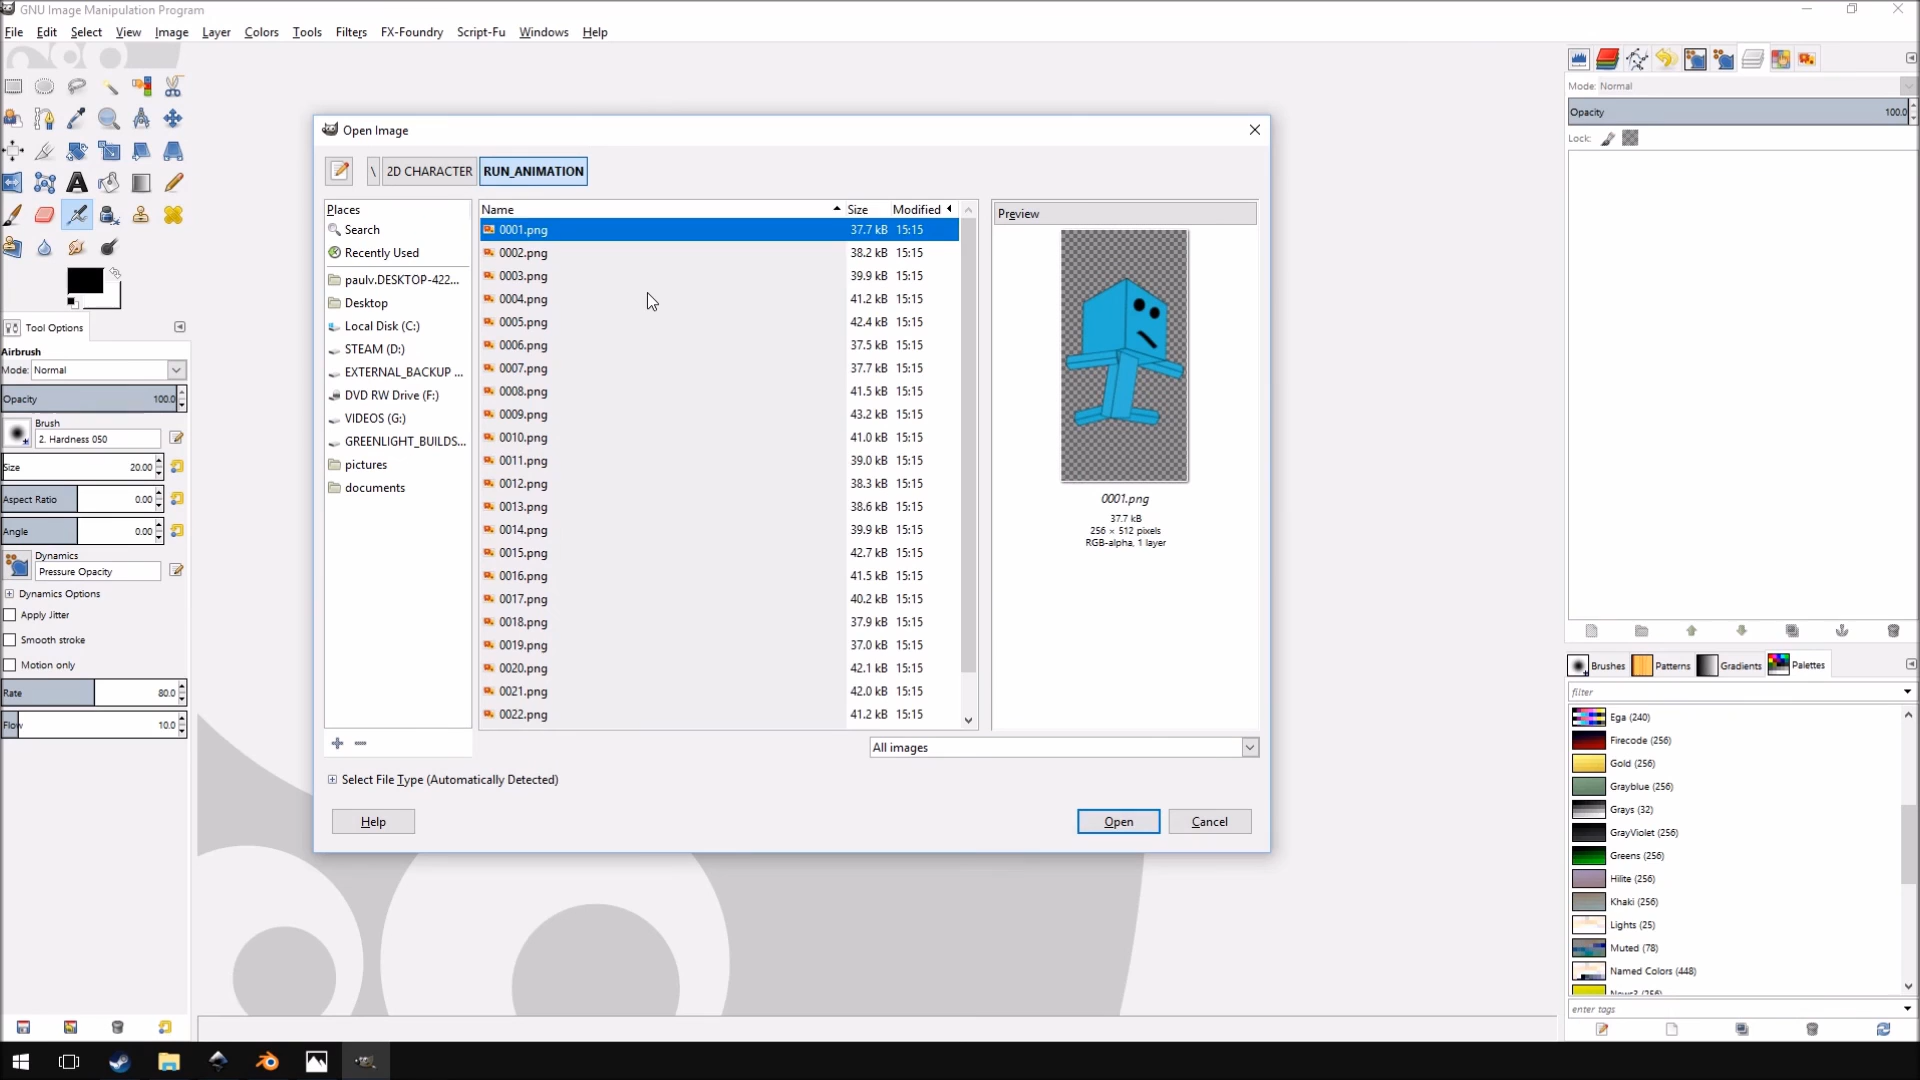 GNU Image Manipulation Program
File Edit Select View Image Layer Colors Tools Filters FX-Foundry Script-Fu Windows Help
Tool Options
Airbrush
Mode: Normal
Opacity 100.0
Brush
2. Hardness 050
Size 20.00
Aspect Ratio 0.00
Angle 0.00
Dynamics
Pressure Opacity
Dynamics Options
Apply Jitter
Smooth stroke
Motion only
Rate 80.0
Flow 10.0
Open Image
\ 2D CHARACTER RUN_ANIMATION
Places
Search
Recently Used
paulv.DESKTOP-422...
Desktop
Local Disk (C:)
STEAM (D:)
EXTERNAL_BACKUP ...
DVD RW Drive (F:)
VIDEOS (G:)
GREENLIGHT_BUILDS...
pictures
documents
Name Size Modified
0001.png 37.7 kB 15:15
0002.png 38.2 kB 15:15
0003.png 39.9 kB 15:15
0004.png 41.2 kB 15:15
0005.png 42.4 kB 15:15
0006.png 37.5 kB 15:15
0007.png 37.7 kB 15:15
0008.png 41.5 kB 15:15
0009.png 43.2 kB 15:15
0010.png 41.0 kB 15:15
0011.png 39.0 kB 15:15
0012.png 38.3 kB 15:15
0013.png 38.6 kB 15:15
0014.png 39.9 kB 15:15
0015.png 42.7 kB 15:15
0016.png 41.5 kB 15:15
0017.png 40.2 kB 15:15
0018.png 37.9 kB 15:15
0019.png 37.0 kB 15:15
0020.png 42.1 kB 15:15
0021.png 42.0 kB 15:15
0022.png 41.2 kB 15:15
Preview
0001.png
37.7 kB
256 × 512 pixels
RGB-alpha, 1 layer
All images
Select File Type (Automatically Detected)
Help Open Cancel
Mode: Normal
Opacity 100.0
Lock:
Brushes Patterns Gradients Palettes
filter
Ega (240)
Firecode (256)
Gold (256)
Grayblue (256)
Grays (32)
GrayViolet (256)
Greens (256)
Hilite (256)
Khaki (256)
Lights (25)
Muted (78)
Named Colors (448)
enter tags